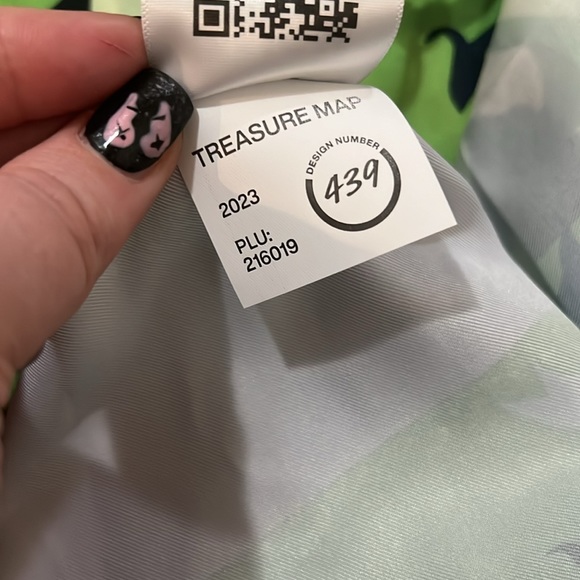 TREASURE MAP
DESIGN NUMBER
439
2023
PLU:
216019